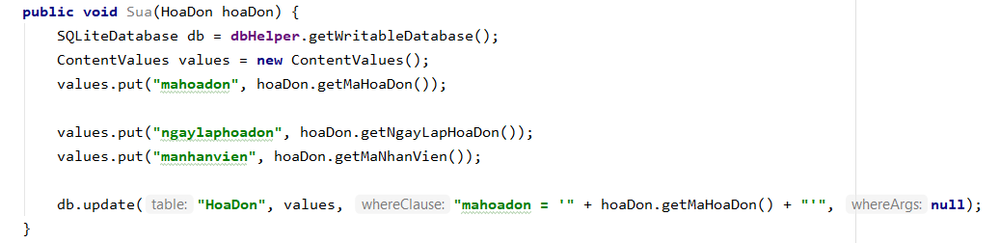 public void Sua(HoaDon hoaDon) {
SQLiteDatabase db = dbHelper.getWritableDatabase();
ContentValues values = new ContentValues();
values.put("mahoadon", hoaDon.getMaHoaDon());
values.put("ngaylaphoadon", hoaDon.getNgayLapHoaDon());
values.put("manhanvien", hoaDon.getMaNhanVien());
db.update( table: "HoaDon", values, whereClause: "mahoadon = '" + hoaDon.getMaHoaDon() + "'", whereArgs: null);
}